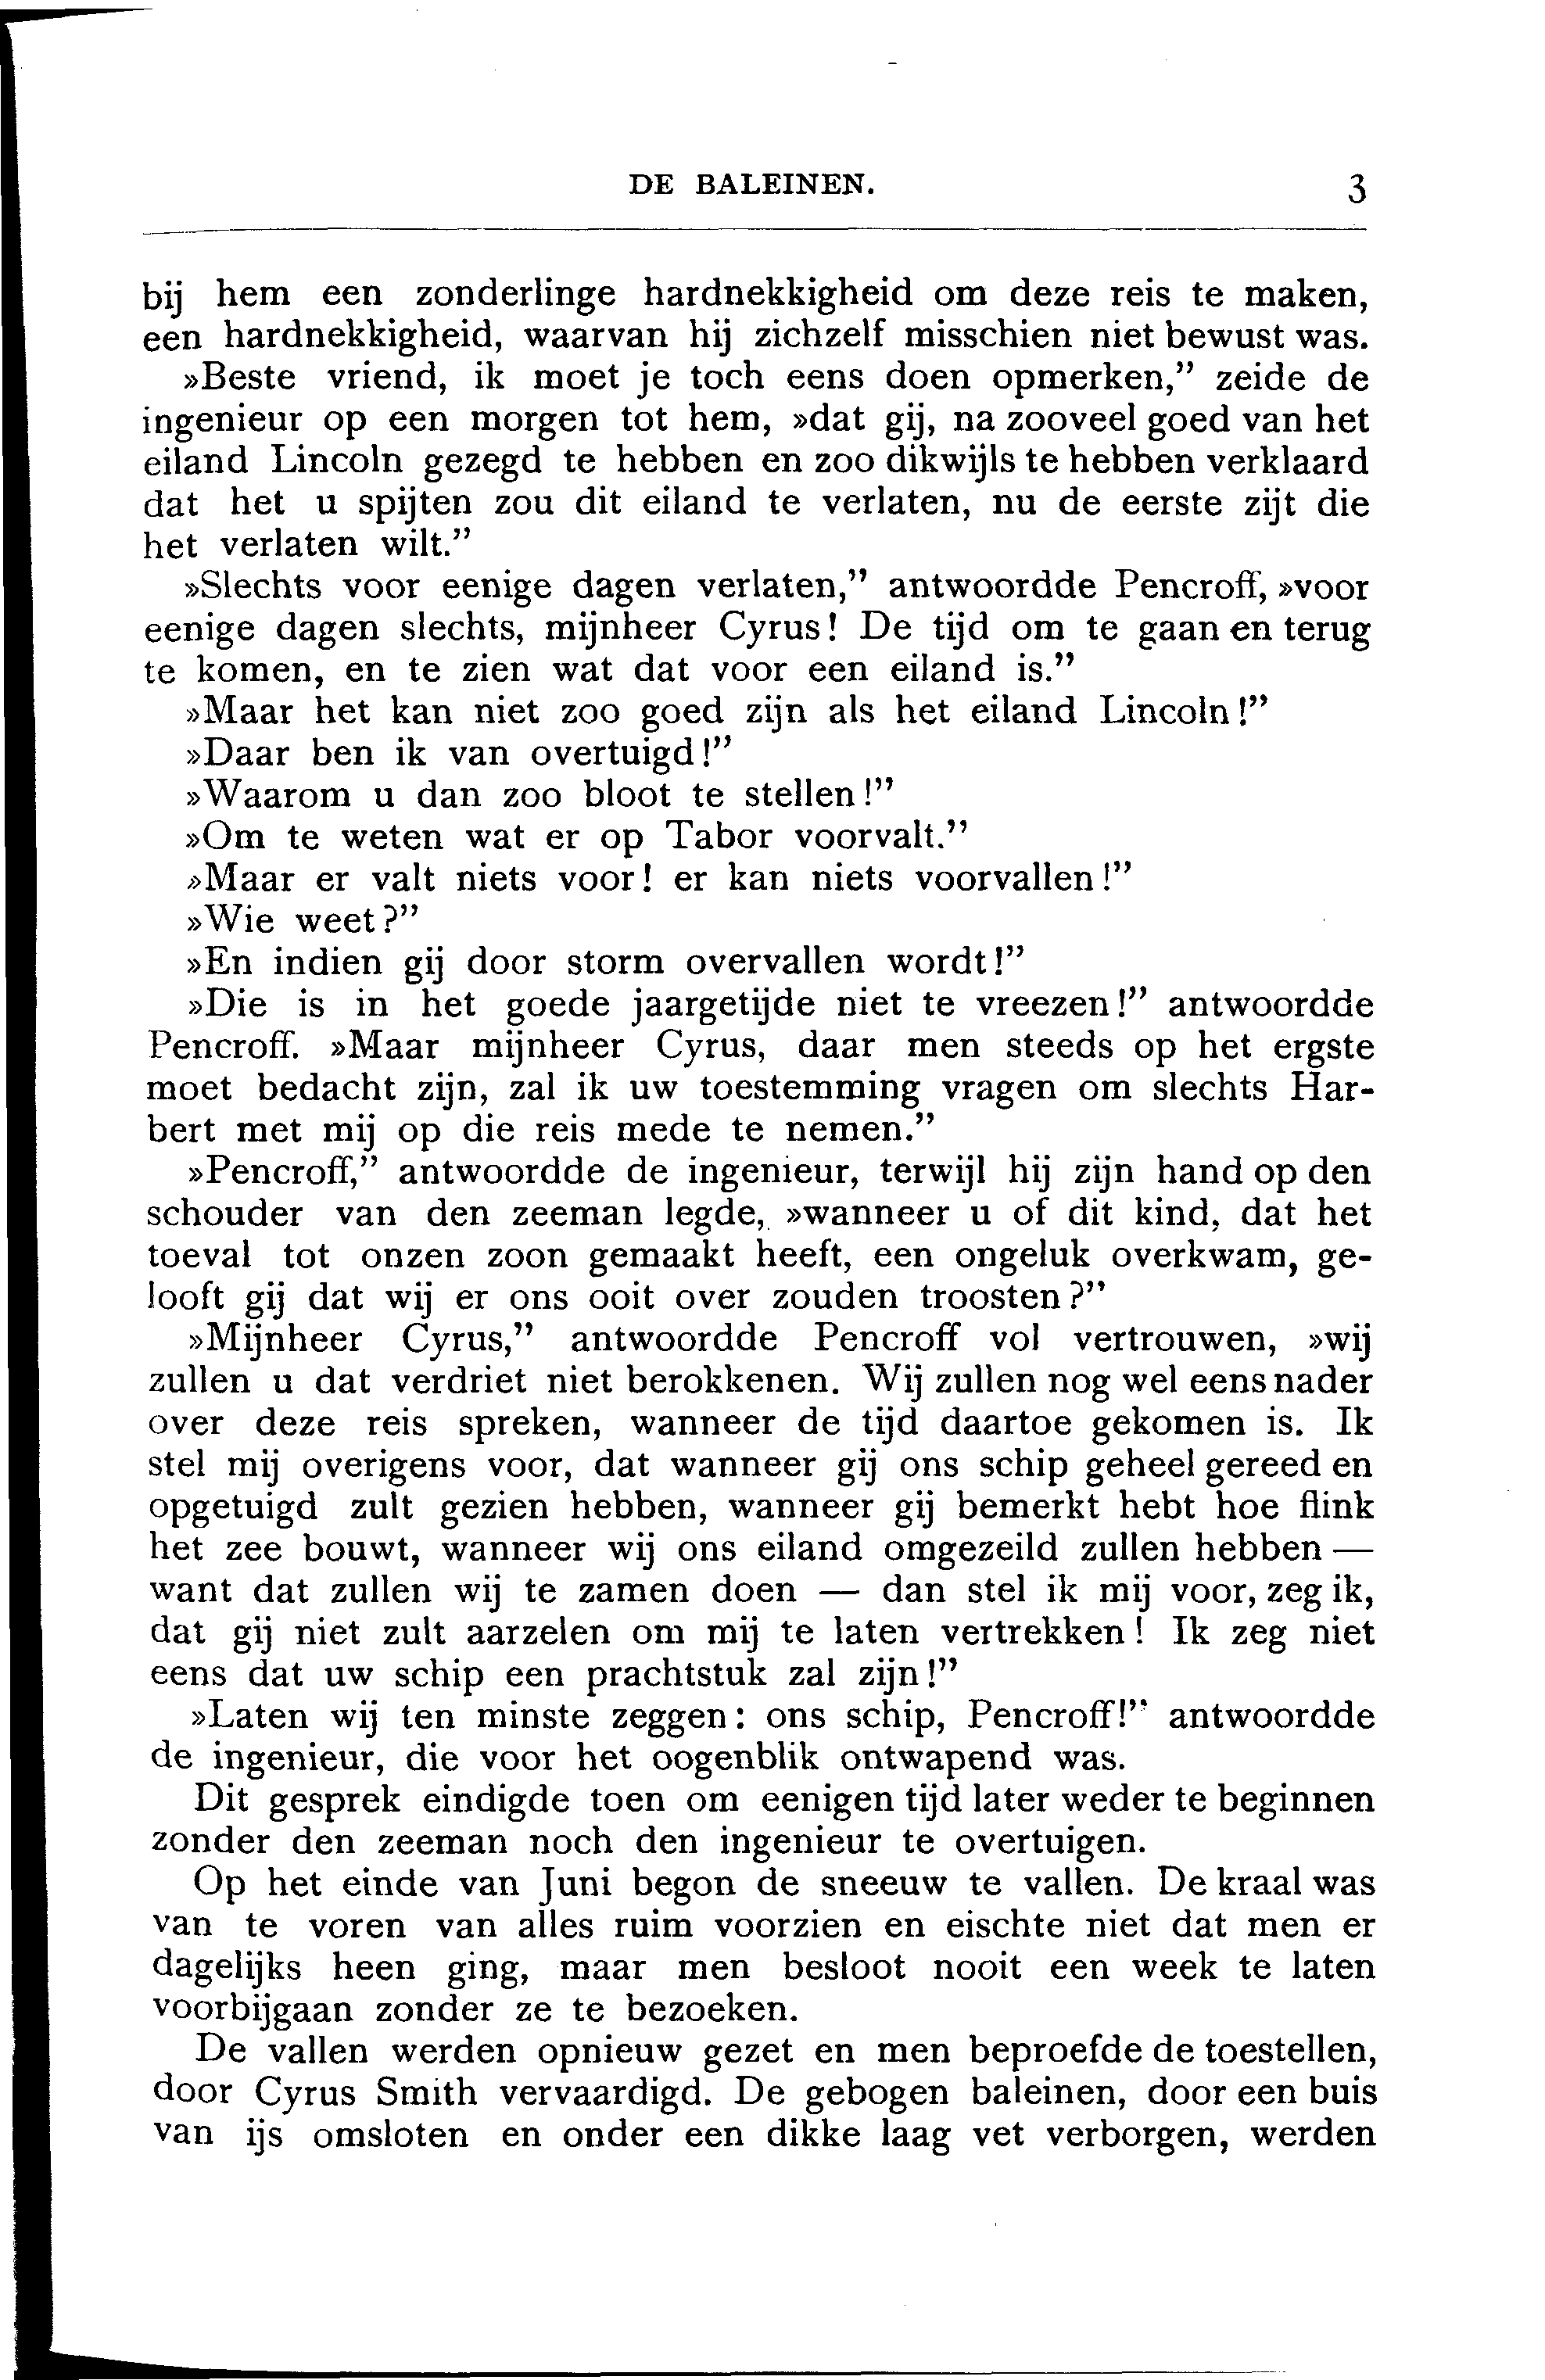 DE BALEINEN. 3
bij hem een zonderlinge hardnekkigheid om deze reis te maken,
een hardnekkigheid, waarvan hij zichzelf misschien niet bewust was.
»Beste vriend, ik moet je toch eens doen opmerken,” zeide de
ingenieur op een morgen tot hem, »dat gij, na zooveel goed van het
eiland Lincoln gezegd te hebben en zoo dikwijls te hebben verklaard
dat het u spijten zou dit eiland te verlaten, nu de eerste zijt die
het verlaten wilt.”
»Slechts voor eenige dagen verlaten,” antwoordde Pencroff, »voor
eenige dagen slechts, mijnheer Cyrus! De tijd om te gaan en terug
te komen, en te zien wat dat voor een eiland is.”
»Maar het kan niet zoo goed zijn als het eiland Lincoln!”
»Daar ben ik van overtuigd!”
»Waarom u dan zoo bloot te stellen!”
»Om te weten wat er op Tabor voorvalt.”
»Maar er valt niets voor! er kan niets voorvallen!”
»Wie weet?”
»En indien gij door storm overvallen wordt!”
»Die is in het goede jaargetijde niet te vreezen!” antwoordde
Pencroff. »Maar mijnheer Cyrus, daar men steeds op het ergste
moet bedacht zijn, zal ik uw toestemming vragen om slechts Har-
bert met mij op die reis mede te nemen.”
»Pencroff,” antwoordde de ingenieur, terwijl hij zijn hand op den
schouder van den zeeman legde, »wanneer u of dit kind, dat het
toeval tot onzen zoon gemaakt heeft, een ongeluk overkwam, ge-
looft gij dat wij er ons ooit over zouden troosten?”
»Mijnheer Cyrus,” antwoordde Pencroff vol vertrouwen, »wij
zullen u dat verdriet niet berokkenen. Wij zullen nog wel eens nader
over deze reis spreken, wanneer de tijd daartoe gekomen is. Ik
stel mij overigens voor, dat wanneer gij ons schip geheel gereed en
opgetuigd zult gezien hebben, wanneer gij bemerkt hebt hoe flink
het zee bouwt, wanneer wij ons eiland omgezeild zullen hebben —
want dat zullen wij te zamen doen — dan stel ik mij voor, zeg ik,
dat gij niet zult aarzelen om mij te laten vertrekken! Ik zeg niet
eens dat uw schip een prachtstuk zal zijn!”
»Laten wij ten minste zeggen: ons schip, Pencroff!” antwoordde
de ingenieur, die voor het oogenblik ontwapend was.
Dit gesprek eindigde toen om eenigen tijd later weder te beginnen
zonder den zeeman noch den ingenieur te overtuigen.
Op het einde van Juni begon de sneeuw te vallen. De kraal was
van te voren van alles ruim voorzien en eischte niet dat men er
dagelijks heen ging, maar men besloot nooit een week te laten
voorbijgaan zonder ze te bezoeken.
De vallen werden opnieuw gezet en men beproefde de toestellen,
door Cyrus Smith vervaardigd. De gebogen baleinen, door een buis
van ijs omsloten en onder een dikke laag vet verborgen, werden